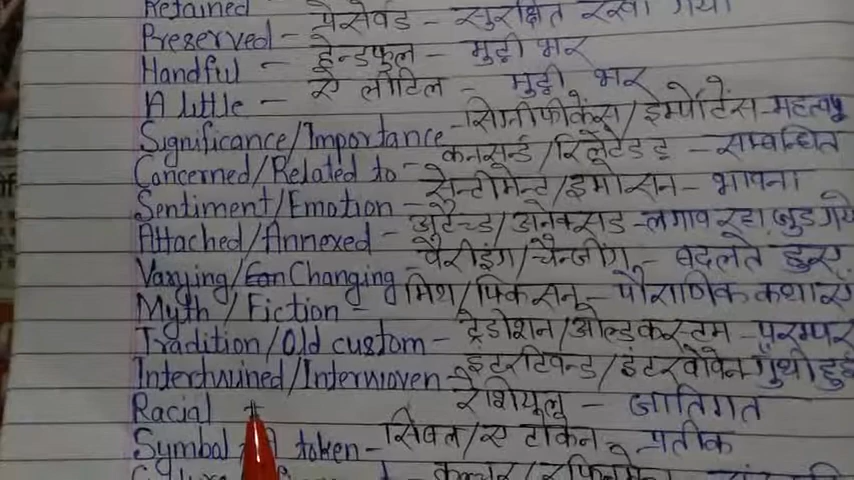 Retained
Preserved - प्रेसर्वड - सुरक्षित रखा गया
Handful - हैन्डफुल - मुट्ठी भर
A little - ए लिटिल - मुट्ठी भर
Significance/Importance - सिग्नीफीकेंस/इम्पोर्टेंस - महत्वपू
Concerned/Related to - कनसर्न्ड/रिलेटेड - सम्बन्धित
Sentiment/Emotion - सेन्टीमेन्ट/इमोसन - भावना
Attached/Annexed - अटैच्ड/अनेक्सड - लगाव रहा, जुड़ गये
Varying/Changing - वैरीइंग/चेन्जींग - बदलते हुए
Myth/Fiction - मिथ/फिक्सन - पौराणिक कथाएं
Tradition/Old custom - ट्रेडीशन/ओल्ड कस्टम - परम्पर
Intertwined/Interwoven - इंटरटिवन्ड/इंटरवोवेन - गुंथी हुई
Racial - रेशियल - जातिगत
Symbol / A token - सिंबल/ए टोकन - प्रतीक